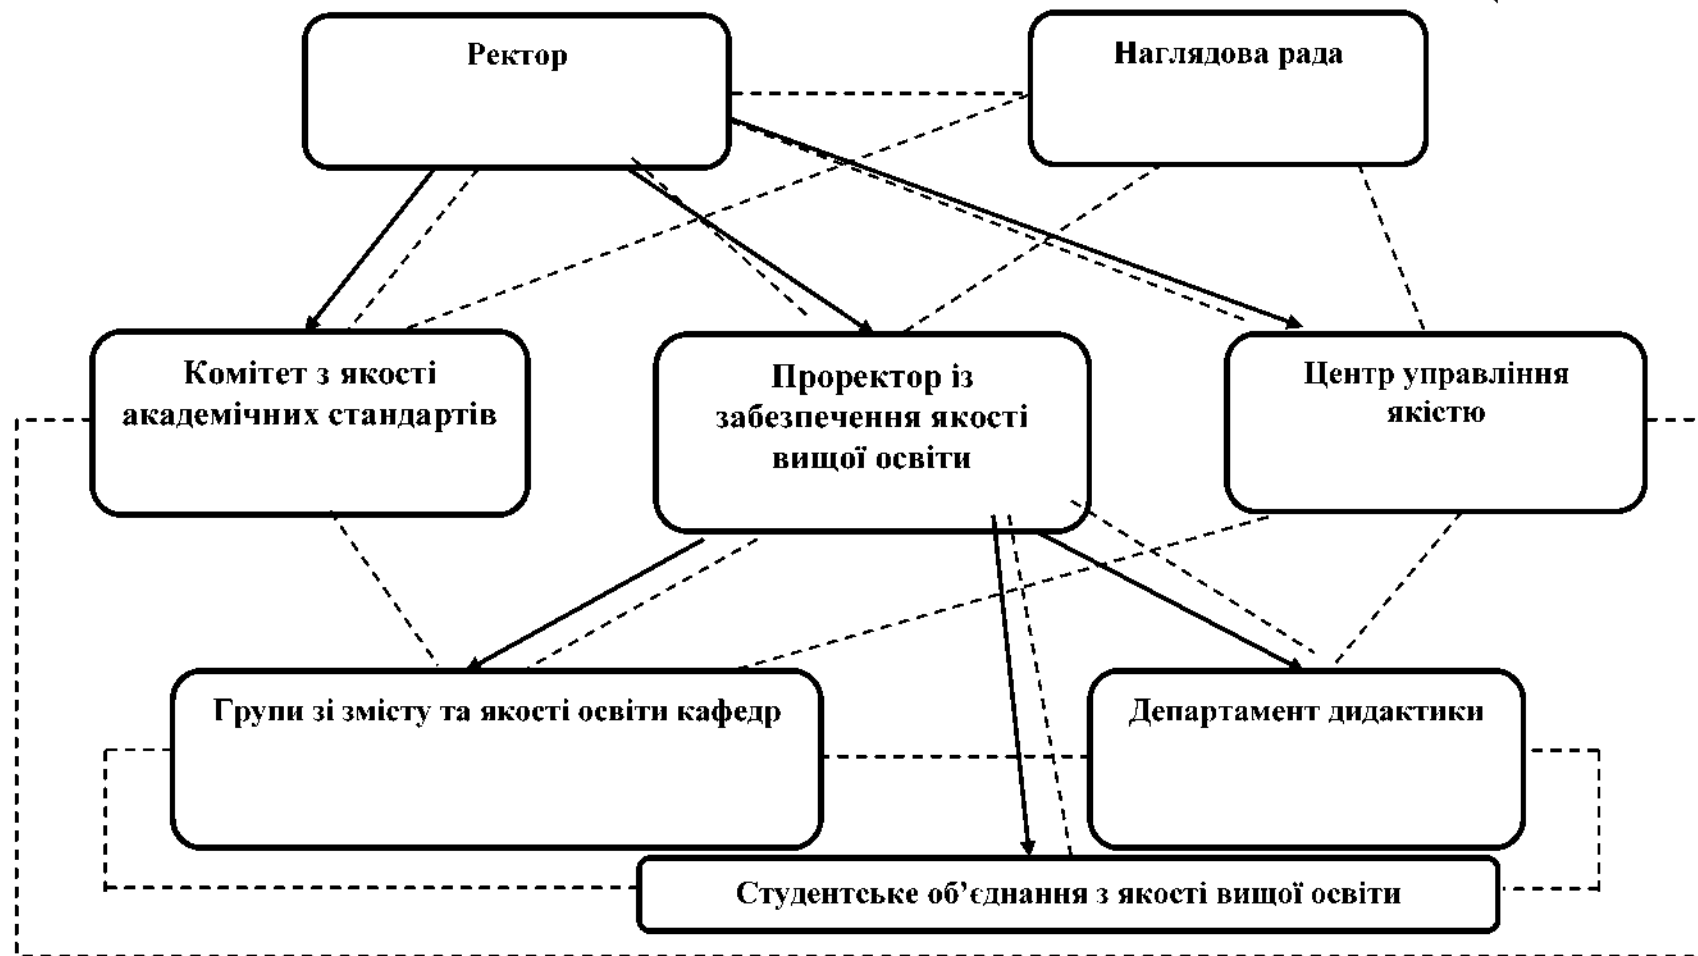 Ректор
Наглядова рада
Комітет з якості
академічних стандартів
Проректор із
забезпечення якості
вищої освіти
Центр управління
якістю
Групи зі змісту та якості освіти кафедр
Департамент дидактики
Студентське об’єднання з якості вищої освіти